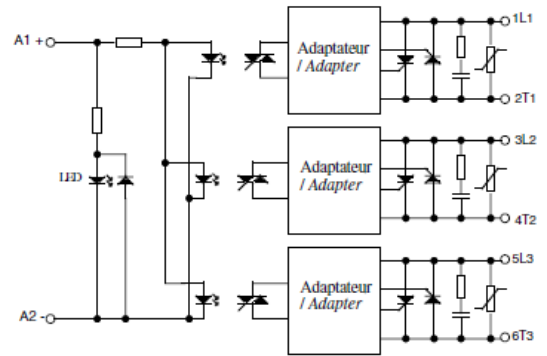 A1 +
Adaptateur
/ Adapter
1L1
2T1
LED
Adaptateur
/ Adapter
3L2
4T2
A2 -
Adaptateur
/ Adapter
5L3
6T3